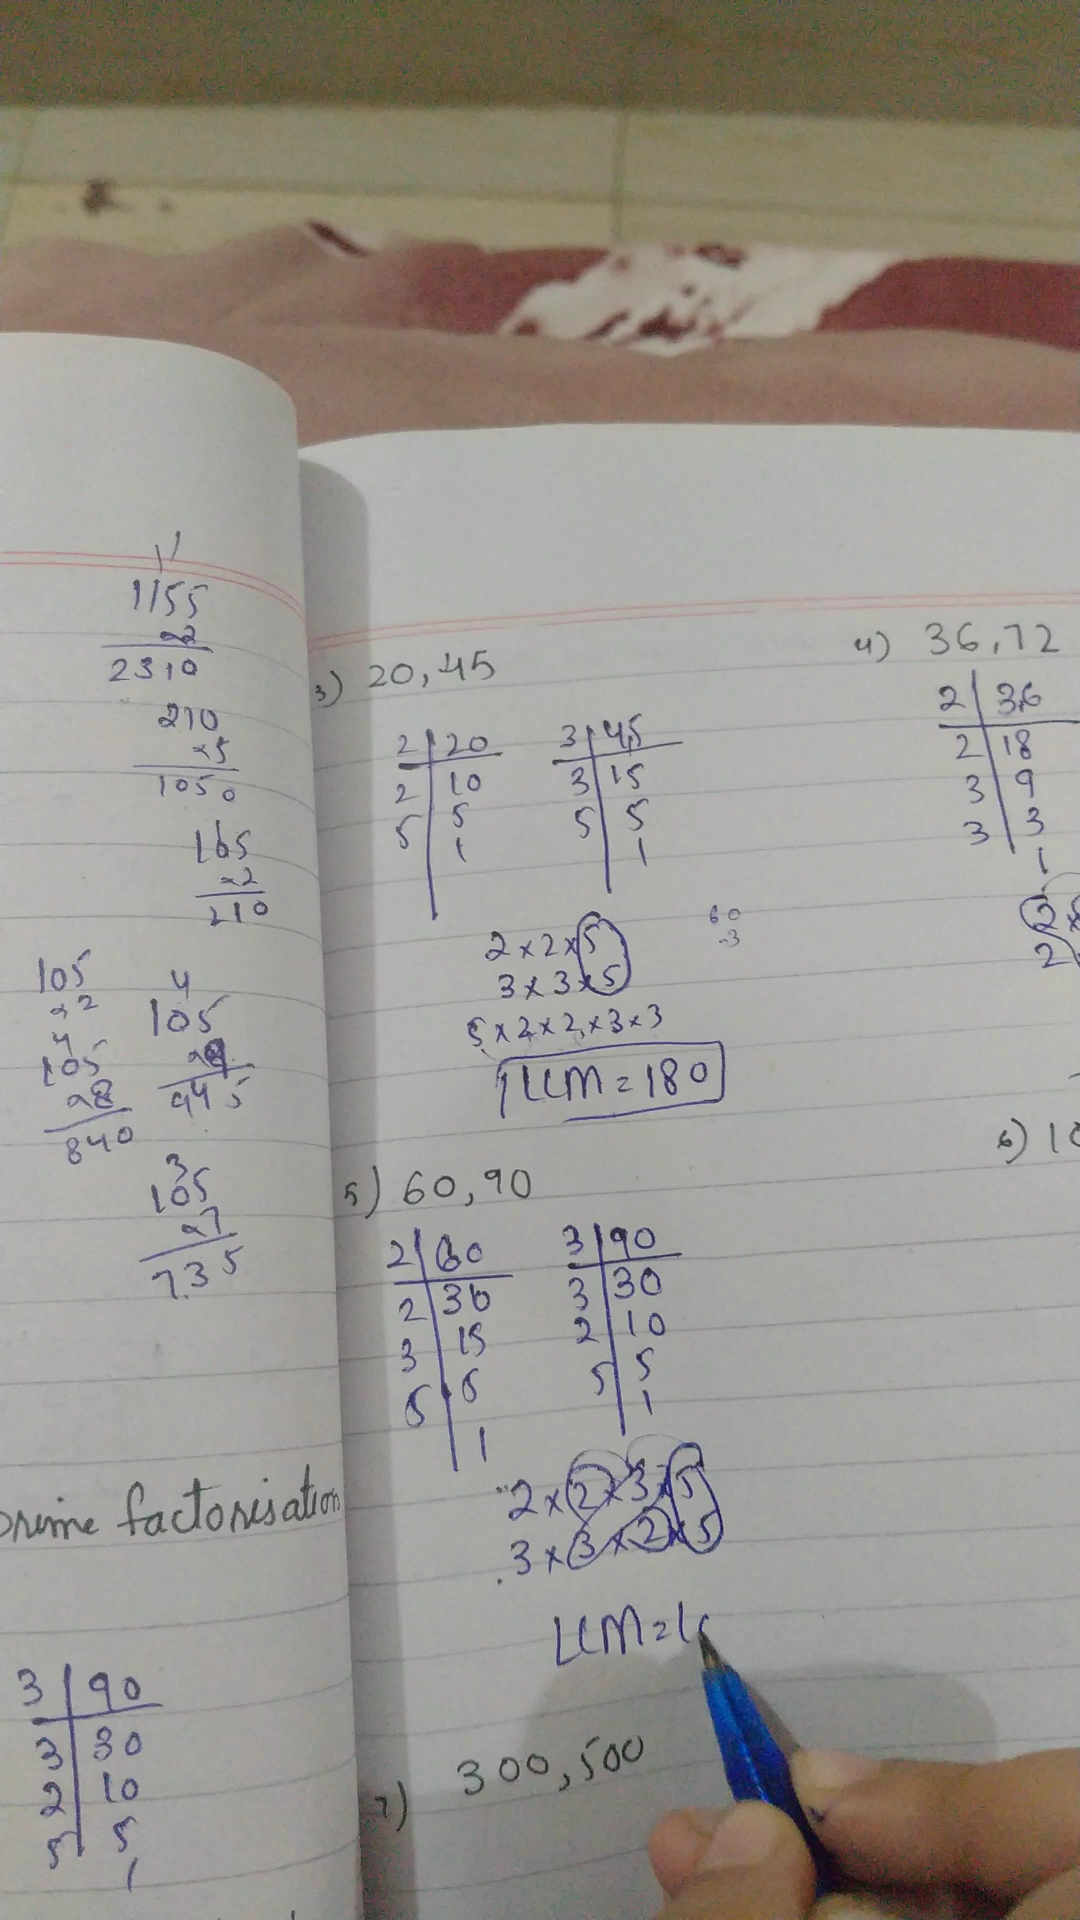 1155
×2
2310
210
×5
1050
165
×2
210
105
×2
4
105
×8
840
4
105
×9
945
3
105
×7
735
prime factorisation
3 | 90
3 | 30
2 | 10
5 | 5
1
3) 20,45
2 | 20
2 | 10
5 | 5
1
3 | 45
3 | 15
5 | 5
1
2×2×5
3×3×5
5×2×2×3×3
LCM = 180
60
3
4) 36,72
2 | 36
2 | 18
3 | 9
3 | 3
1
2×
2
5) 60,90
2 | 60
2 | 30
3 | 15
5 | 5
1
3 | 90
3 | 30
2 | 10
5 | 5
1
2×2×3×5
3×3×2×5
LCM = 1
6) 10
7) 300,500